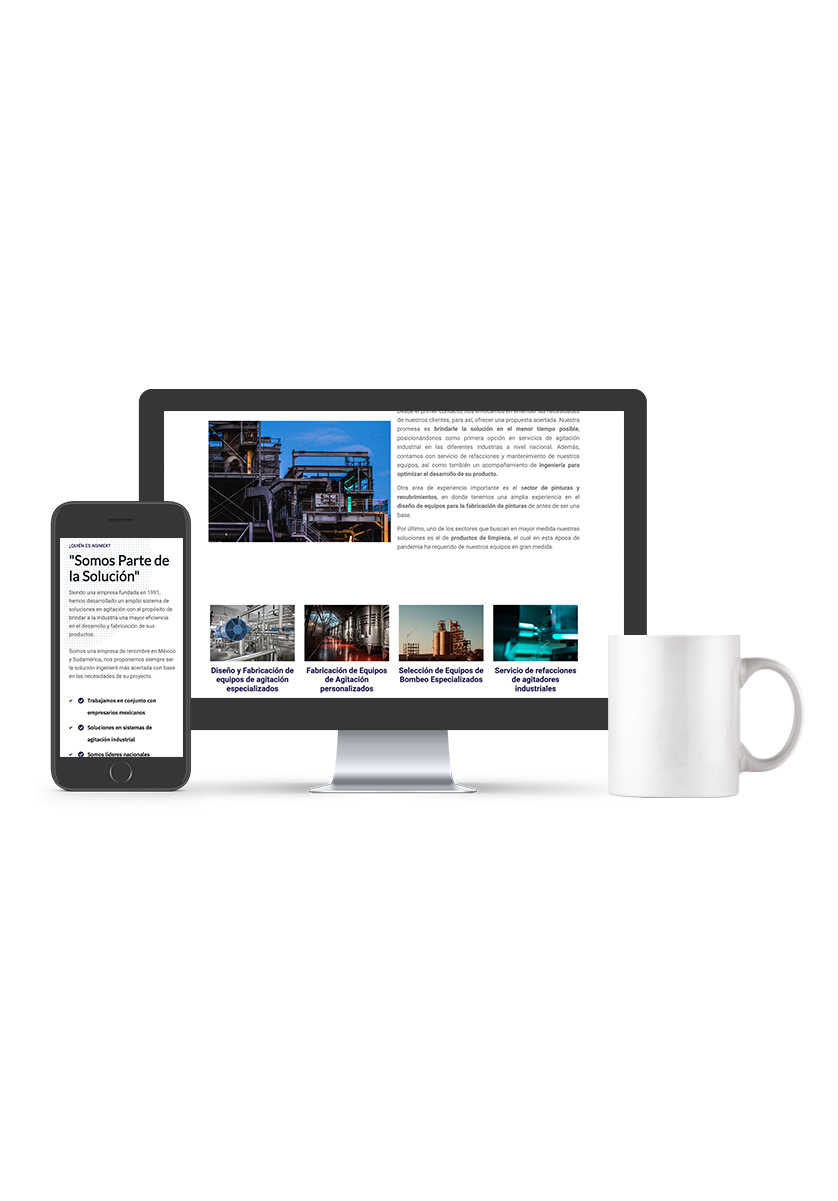 Desde el primer contacto, nos enfocamos en entender las necesidades
de nuestros clientes, para así, ofrecer una propuesta acertada. Nuestra
promesa es brindarle la solución en el menor tiempo posible,
posicionándonos como primera opción en servicios de agitación
industrial en las diferentes industrias a nivel nacional. Además,
contamos con servicio de refacciones y mantenimiento de nuestros
equipos, así como también un acompañamiento de ingeniería para
optimizar el desarrollo de su producto.
Otra area de experiencia importante es el sector de pinturas y
recubrimientos, en donde tenemos una amplia experiencia en el
diseño de equipos para la fabricación de pinturas de antes de ser una
base.
Por último, uno de los sectores que buscan en mayor medida nuestras
soluciones es el de productos de limpieza, el cual en esta época de
pandemia ha requerido de nuestros equipos en gran medida.
Diseño y Fabricación de
equipos de agitación
especializados
Fabricación de Equipos
de Agitación
personalizados
Selección de Equipos de
Bombeo Especializados
Servicio de refacciones
de agitadores
industriales
¿QUIÉN ES AGIMEX?
"Somos Parte de
la Solución"
Siendo una empresa fundada en 1991,
hemos desarrollado un amplio sistema de
soluciones en agitación con el propósito de
brindar a la industria una mayor eficiencia
en el desarrollo y fabricación de sus
productos.
Somos una empresa de renombre en México
y Sudamérica, nos proponemos siempre ser
la solución ingenieril más acertada con base
en las necesidades de su proyecto.
Trabajamos en conjunto con
empresarios mexicanos
Soluciones en sistemas de
agitación industrial
Somos líderes nacionales